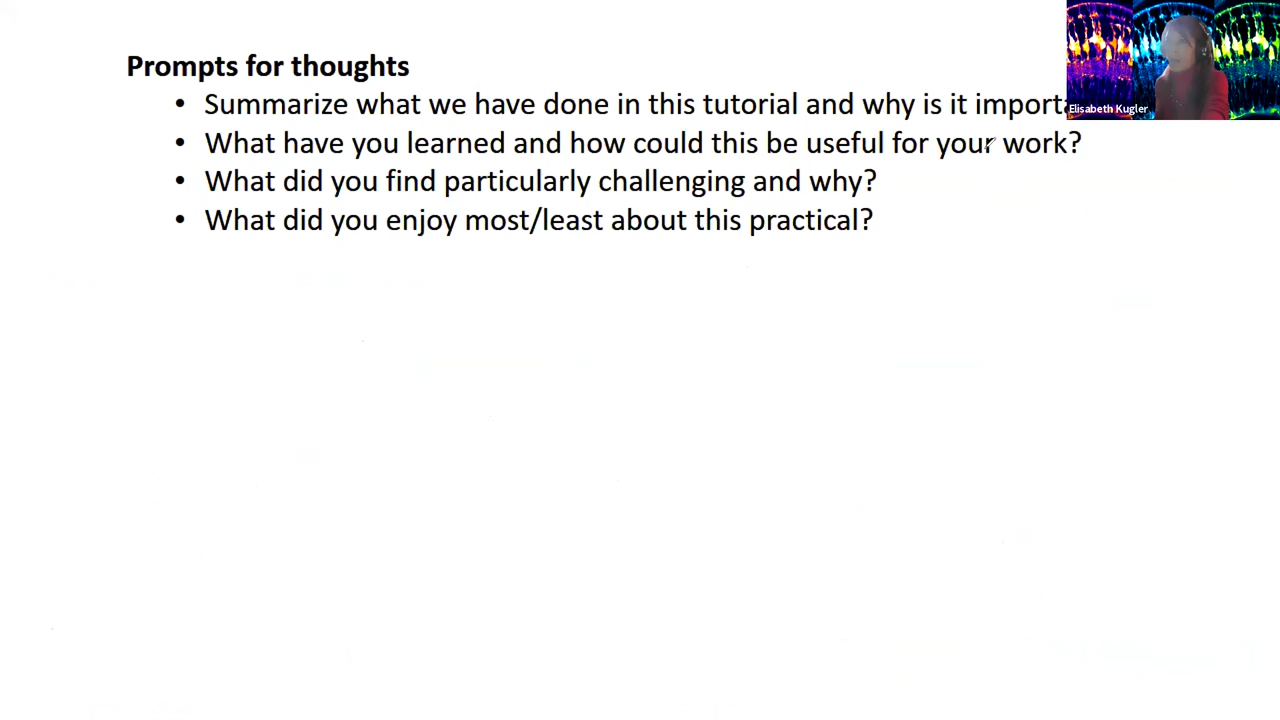 Prompts for thoughts
• Summarize what we have done in this tutorial and why is it
• What have you learned and how could this be useful for your work?
• What did you find particularly challenging and why?
• What did you enjoy most/least about this practical?
Elisabeth Kugler